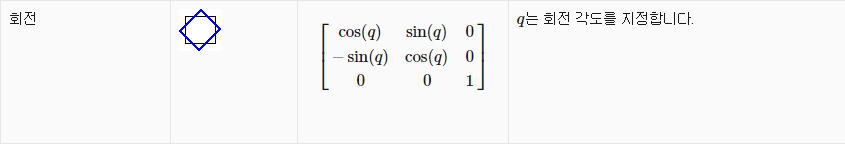 회전
cos(q) sin(q) 0
−sin(q) cos(q) 0
0 0 1
q는 회전 각도를 지정합니다.